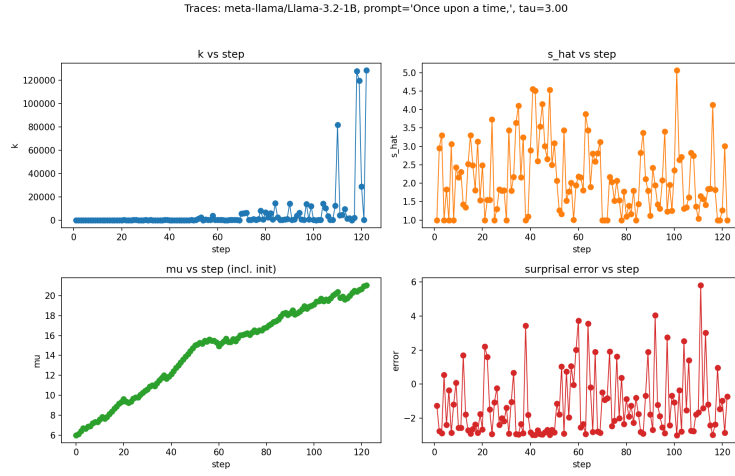 Traces: meta-llama/Llama-3.2-1B, prompt='Once upon a time,', tau=3.00
k vs step
120000
100000
80000
60000
40000
20000
0
k
0 20 40 60 80 100 120
step
s_hat vs step
5.0
4.5
4.0
3.5
3.0
2.5
2.0
1.5
1.0
s_hat
0 20 40 60 80 100 120
step
mu vs step (incl. init)
20
18
16
14
12
10
8
6
mu
0 20 40 60 80 100 120
step
surprisal error vs step
6
4
2
0
−2
error
0 20 40 60 80 100 120
step